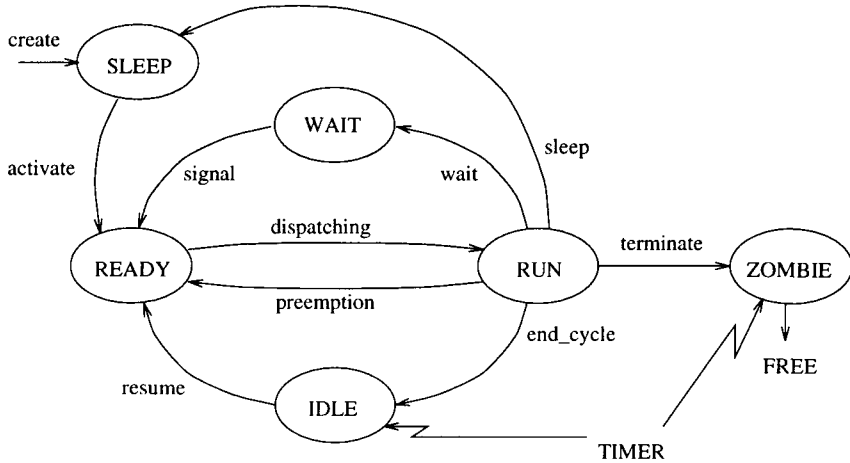 create
SLEEP
WAIT
sleep
activate
signal
wait
dispatching
terminate
READY
RUN
ZOMBIE
preemption
end_cycle
FREE
resume
IDLE
TIMER